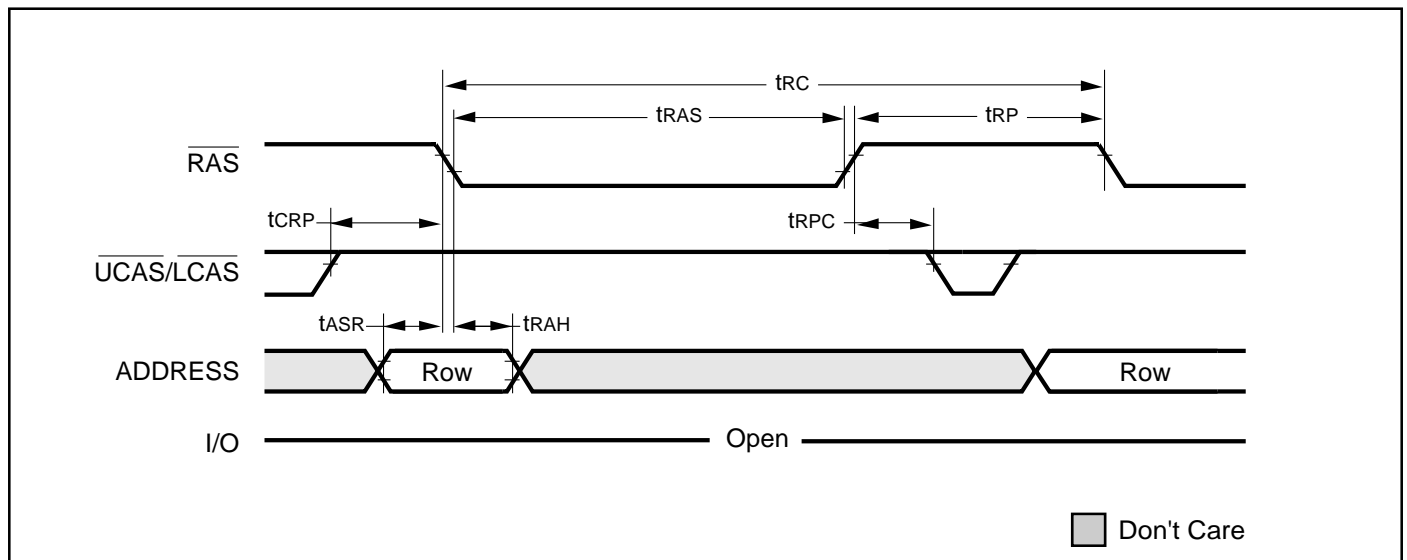 tRC
tRAS
tRP
RAS
tCRP
tRPC
UCAS/LCAS
tASR
tRAH
ADDRESS
Row
Row
I/O
Open
Don't Care